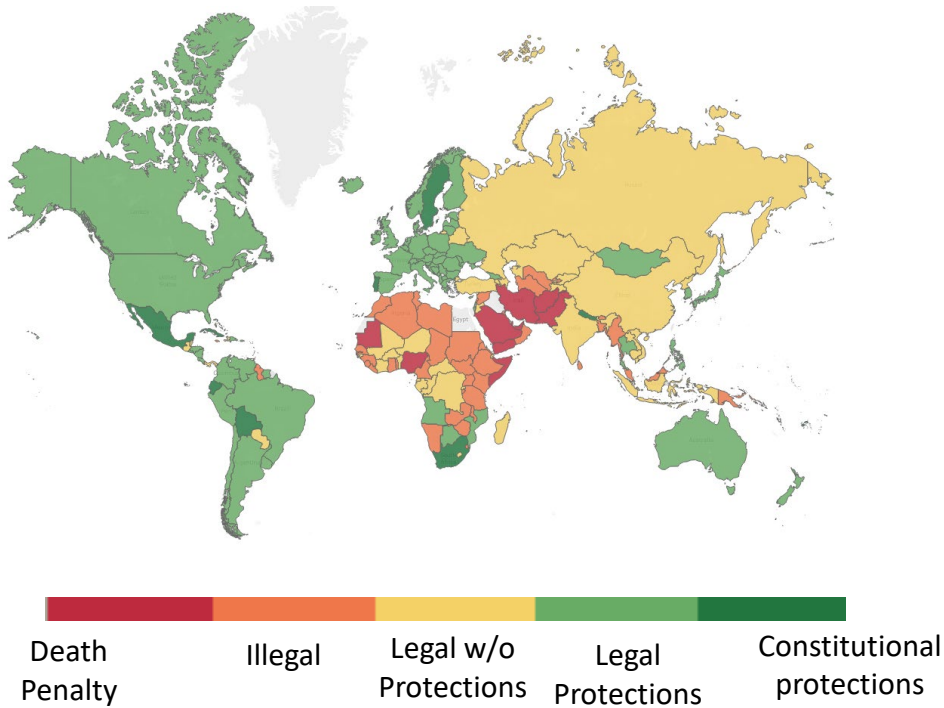 Egypt
Death
Penalty
Illegal
Legal w/o
Protections
Legal
Protections
Constitutional
protections